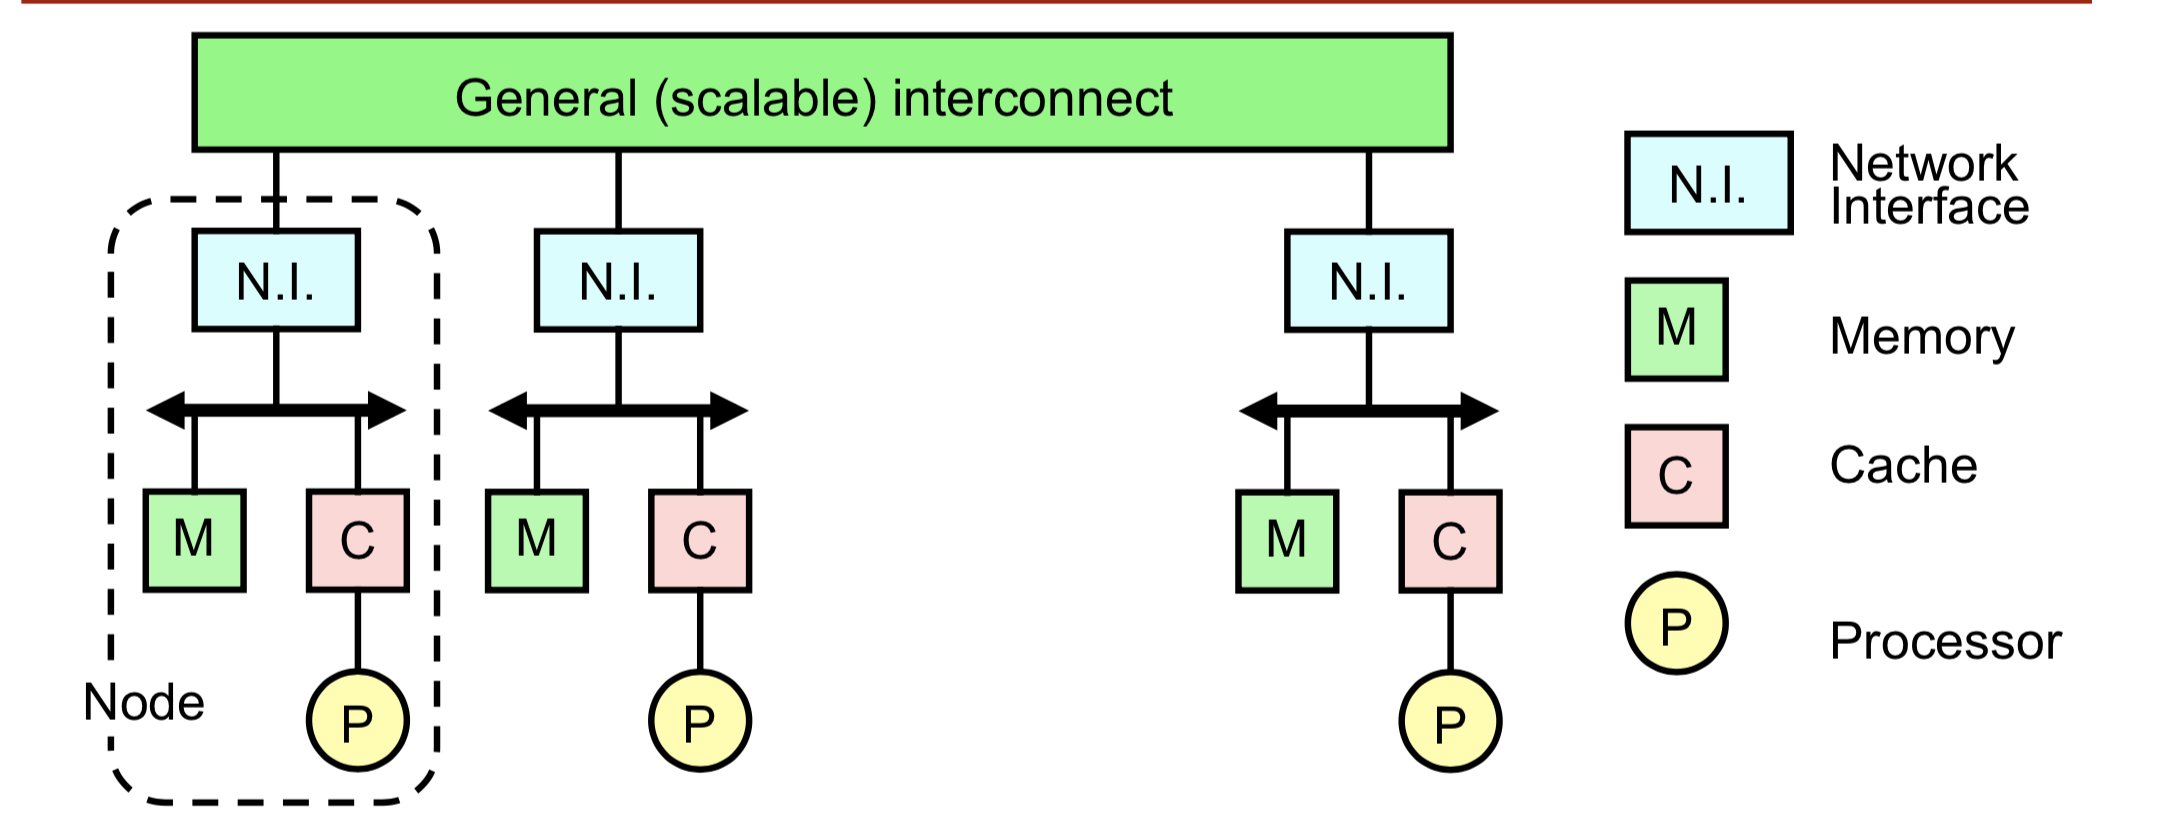 General (scalable) interconnect
N.I.
N.I.
N.I.
M
C
M
C
M
C
Node
P
P
P
N.I.
Network
Interface
M
Memory
C
Cache
P
Processor